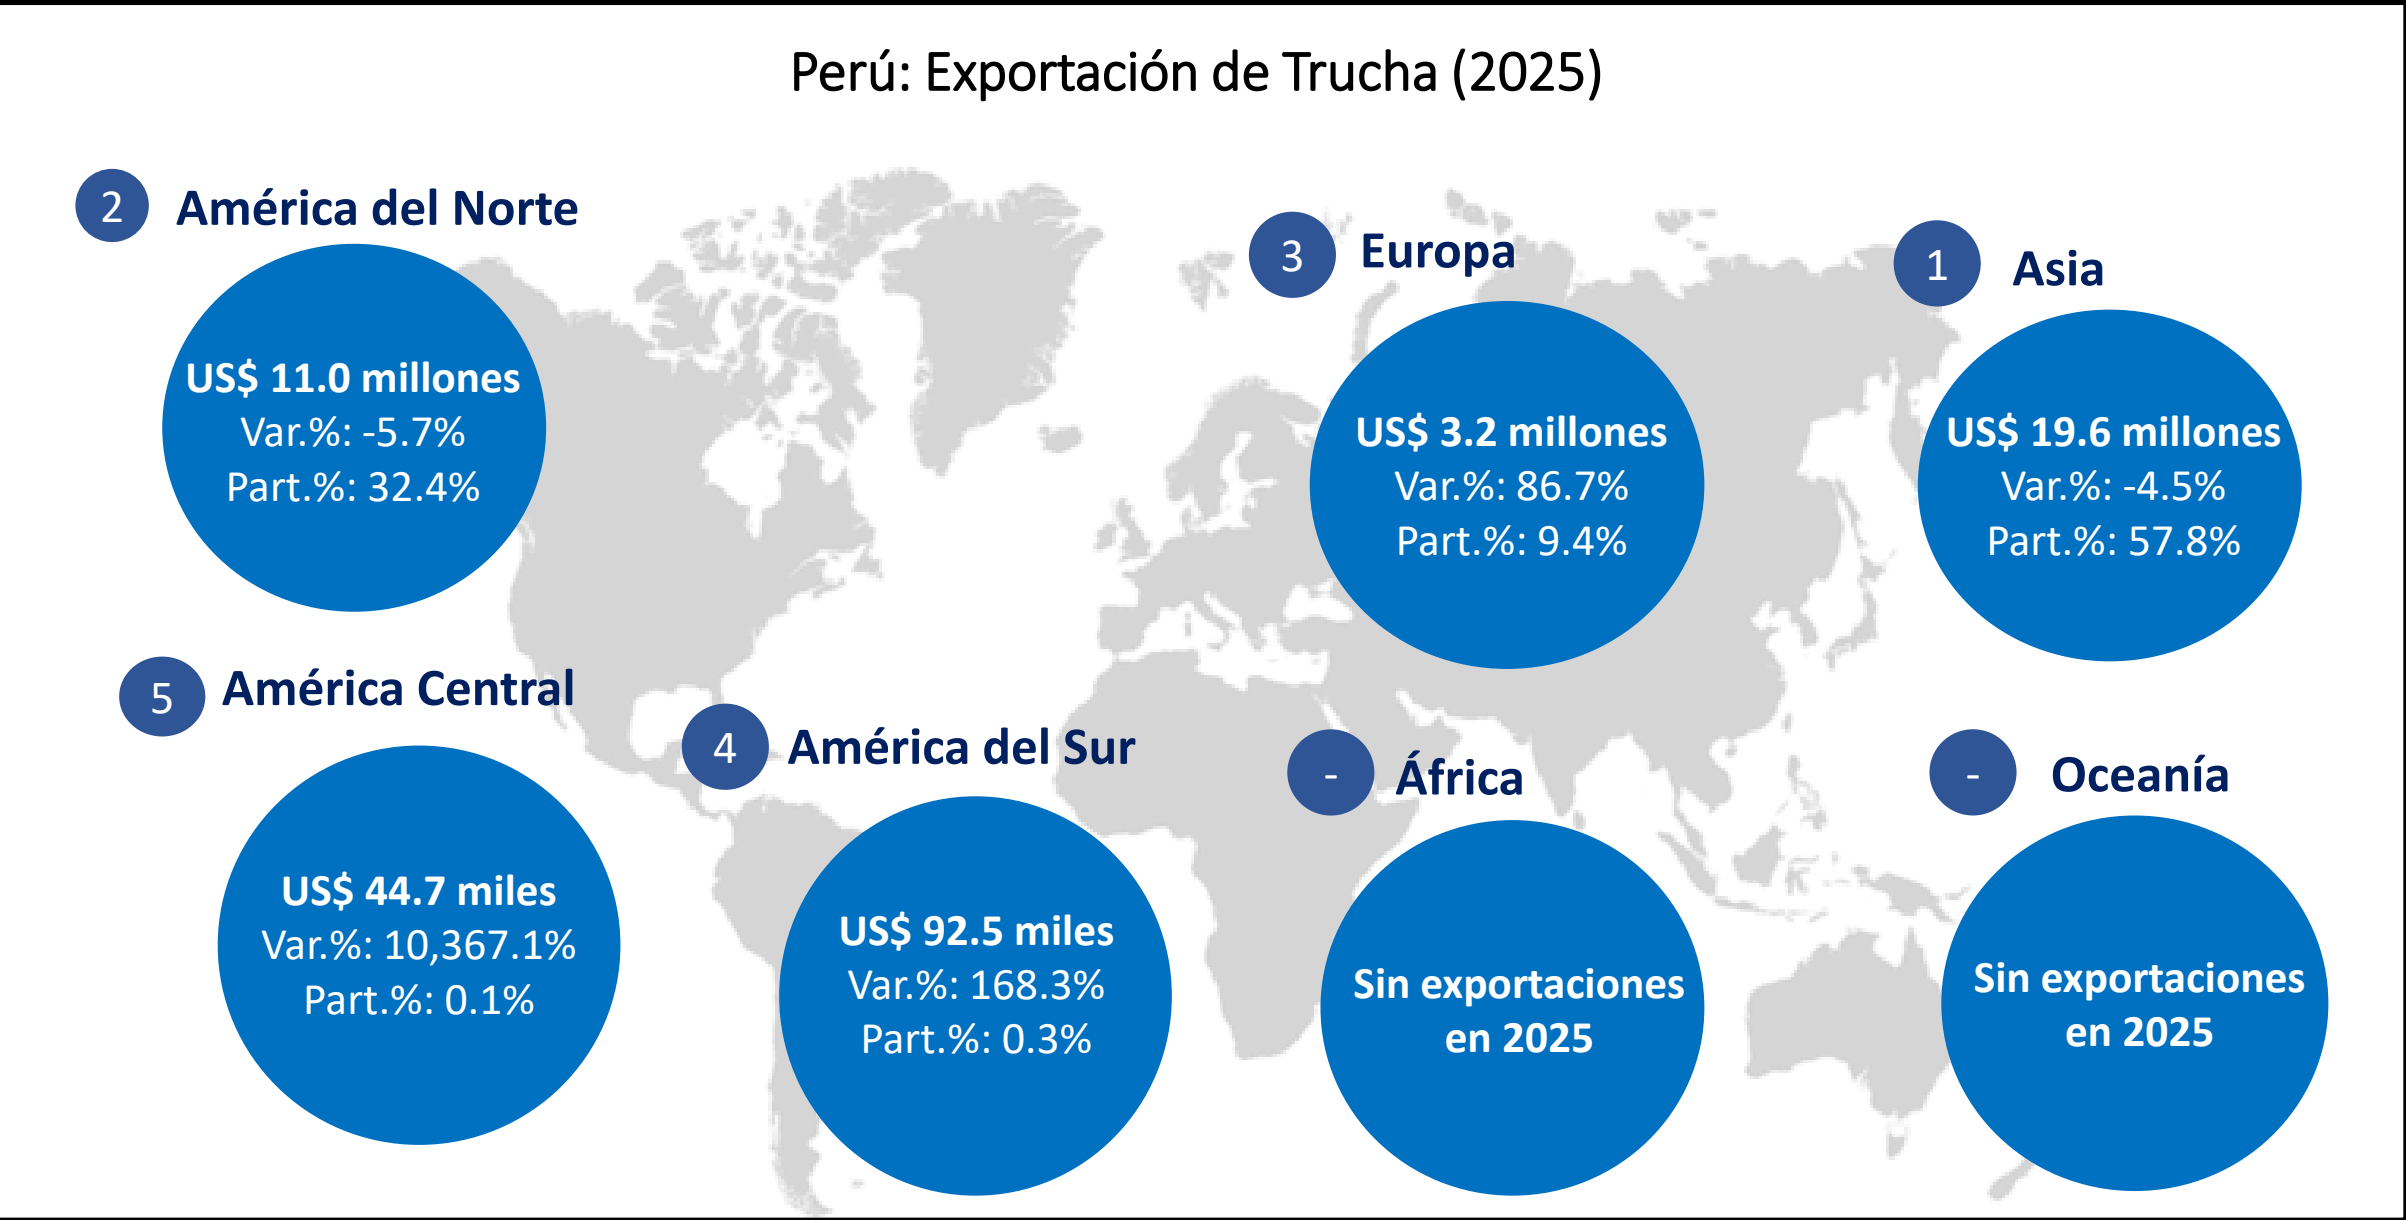 Perú: Exportación de Trucha (2025)
2
América del Norte
US$ 11.0 millones
Var.%: -5.7%
Part.%: 32.4%
3
Europa
US$ 3.2 millones
Var.%: 86.7%
Part.%: 9.4%
1
Asia
US$ 19.6 millones
Var.%: -4.5%
Part.%: 57.8%
5
América Central
US$ 44.7 miles
Var.%: 10,367.1%
Part.%: 0.1%
4
América del Sur
US$ 92.5 miles
Var.%: 168.3%
Part.%: 0.3%
-
África
Sin exportaciones
en 2025
-
Oceanía
Sin exportaciones
en 2025